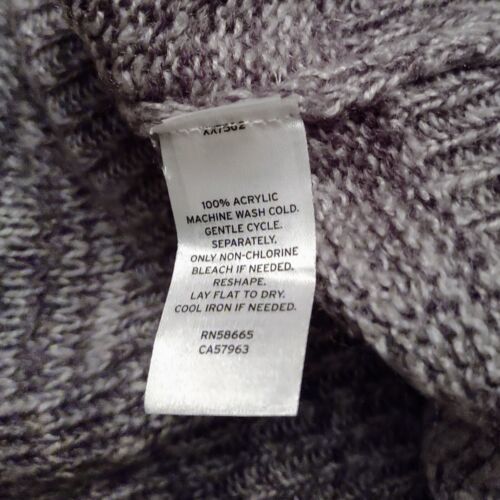 100% ACRYLIC
MACHINE WASH COLD.
GENTLE CYCLE.
SEPARATELY.
ONLY NON-CHLORINE
BLEACH IF NEEDED.
RESHAPE.
LAY FLAT TO DRY.
COOL IRON IF NEEDED.
RN58665
CA57963